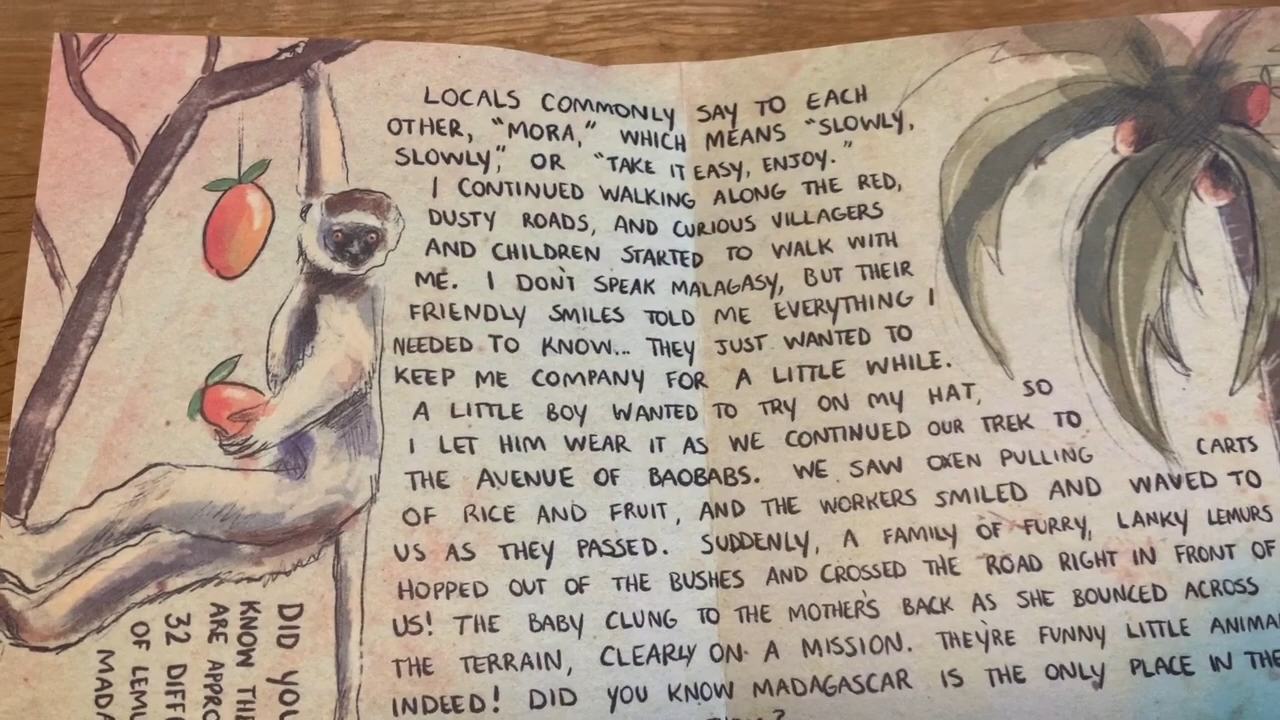 LOCALS COMMONLY SAY TO EACH
OTHER, "MORA," WHICH MEANS "SLOWLY,
SLOWLY," OR "TAKE IT EASY, ENJOY."
I CONTINUED WALKING ALONG THE RED,
DUSTY ROADS, AND CURIOUS VILLAGERS
AND CHILDREN STARTED TO WALK WITH
ME. I DON'T SPEAK MALAGASY, BUT THEIR
FRIENDLY SMILES TOLD ME EVERYTHING I
NEEDED TO KNOW... THEY JUST WANTED TO
KEEP ME COMPANY FOR A LITTLE WHILE.
A LITTLE BOY WANTED TO TRY ON MY HAT, SO
I LET HIM WEAR IT AS WE CONTINUED OUR TREK TO
THE AVENUE OF BAOBABS. WE SAW OXEN PULLING CARTS
OF RICE AND FRUIT, AND THE WORKERS SMILED AND WAVED TO
US AS THEY PASSED. SUDDENLY, A FAMILY OF FURRY, LANKY LEMURS
HOPPED OUT OF THE BUSHES AND CROSSED THE ROAD RIGHT IN FRONT OF
US! THE BABY CLUNG TO THE MOTHER'S BACK AS SHE BOUNCED ACROSS
THE TERRAIN, CLEARLY ON A MISSION. THEY'RE FUNNY LITTLE ANIMA
INDEED! DID YOU KNOW MADAGASCAR IS THE ONLY PLACE IN THE
DID YOU
KNOW TH
ARE APPRO
32 DIFF
OF LEMU
MADA